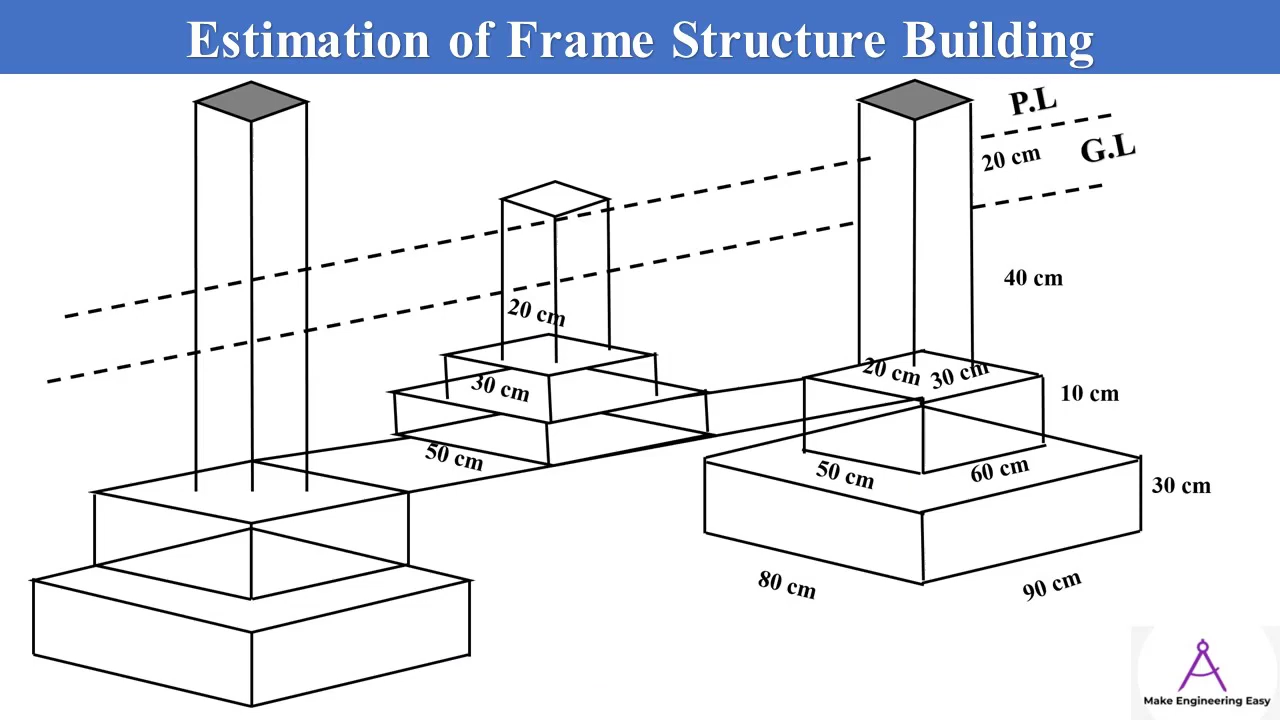 Estimation of Frame Structure Building
P.L
G.L
20 cm
40 cm
20 cm
20 cm
30 cm
10 cm
30 cm
50 cm
50 cm
60 cm
30 cm
80 cm
90 cm
Make Engineering Easy